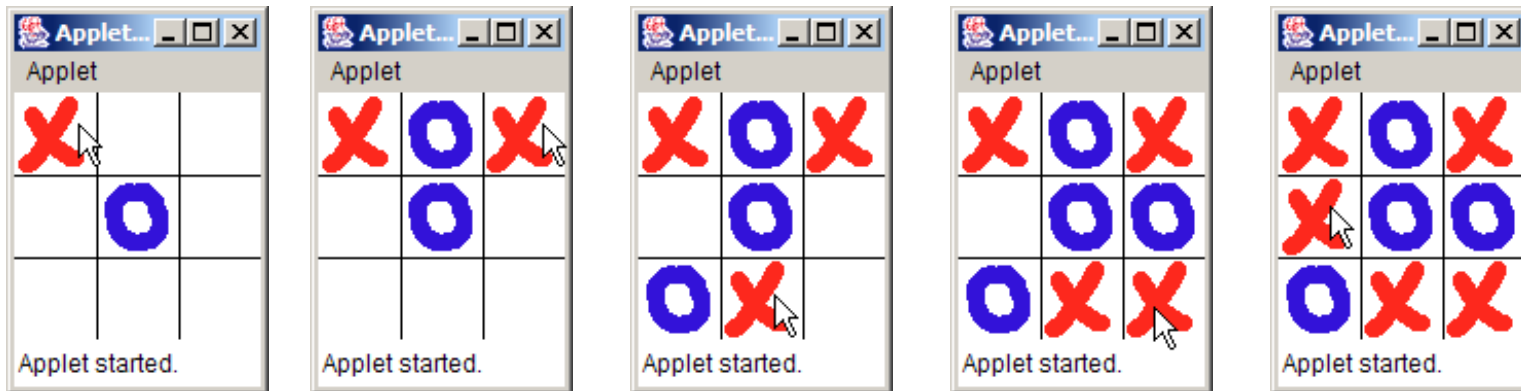 Applet... Applet... Applet... Applet... Applet...
Applet Applet Applet Applet Applet
X X O X X O X X O X X O X
O O O O O X O O
O X O X X O X X
Applet started. Applet started. Applet started. Applet started. Applet started.